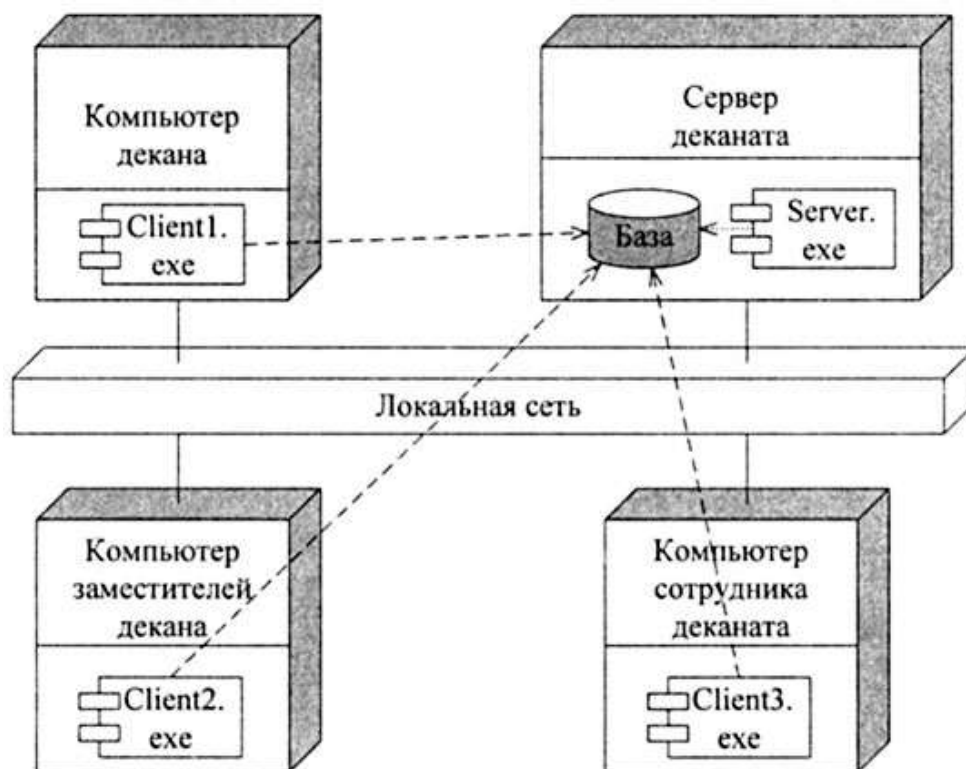 Компьютер
декана
Client1.
exe
Сервер
деканата
База
Server.
exe
Локальная сеть
Компьютер
заместителей
декана
Client2.
exe
Компьютер
сотрудника
деканата
Client3.
exe